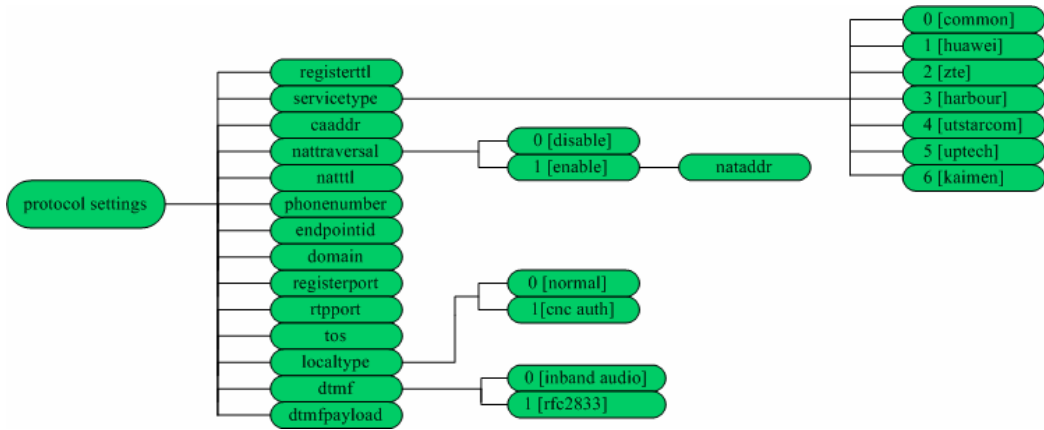 protocol settings
registerttl
servicetype
caaddr
nattraversal
natttl
phonenumber
endpointid
domain
registerport
rtpport
tos
localtype
dtmf
dtmfpayload
0 [disable]
1 [enable]
nataddr
0 [normal]
1[cnc auth]
0 [inband audio]
1 [rfc2833]
0 [common]
1 [huawei]
2 [zte]
3 [harbour]
4 [utstarcom]
5 [uptech]
6 [kaimen]